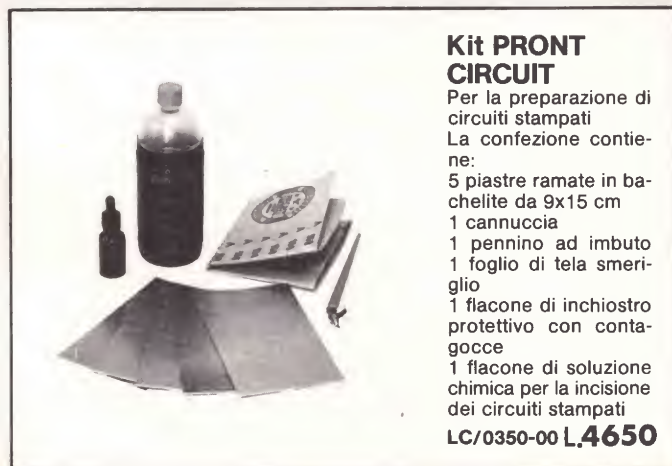 Kit PRONT
CIRCUIT
Per la preparazione di
circuiti stampati
La confezione contie-
ne:
5 piastre ramate in ba-
chelite da 9x15 cm
1 cannuccia
1 pennino ad imbuto
1 foglio di tela smeri-
glio
1 flacone di inchiostro
protettivo con conta-
gocce
1 flacone di soluzione
chimica per la incisione
dei circuiti stampati
LC/0350-00 L.4650